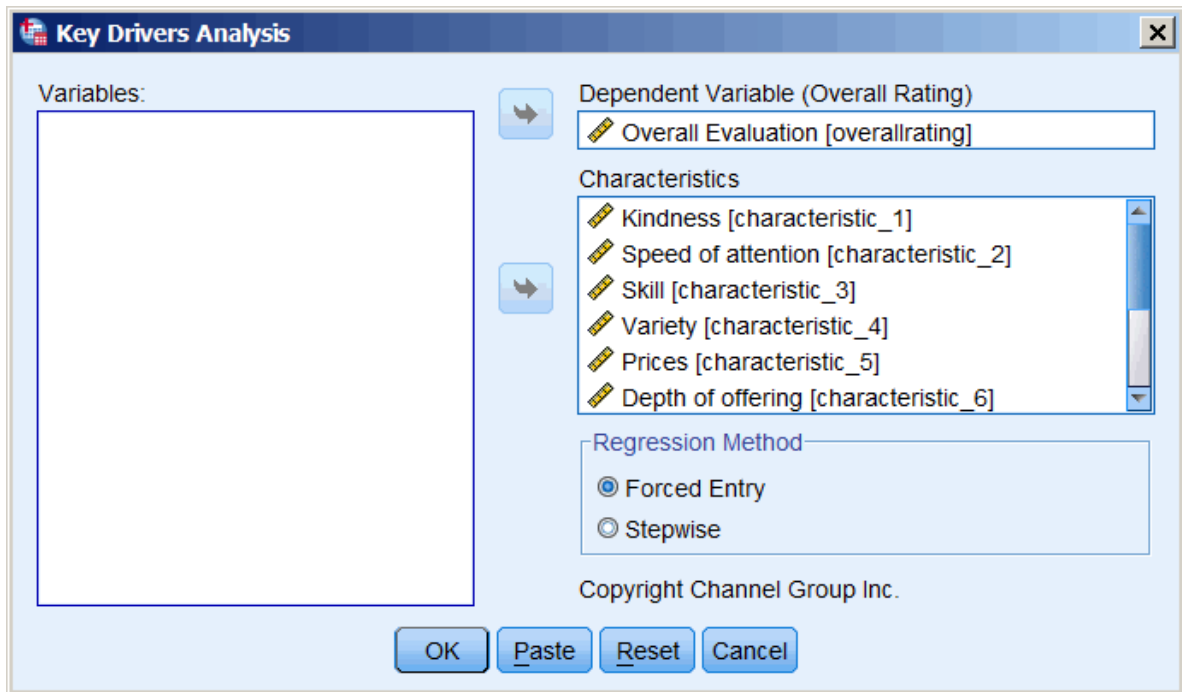 Key Drivers Analysis
Variables:
Dependent Variable (Overall Rating)
Overall Evaluation [overallrating]
Characteristics
Kindness [characteristic_1]
Speed of attention [characteristic_2]
Skill [characteristic_3]
Variety [characteristic_4]
Prices [characteristic_5]
Depth of offering [characteristic_6]
Regression Method
Forced Entry
Stepwise
Copyright Channel Group Inc.
OK Paste Reset Cancel